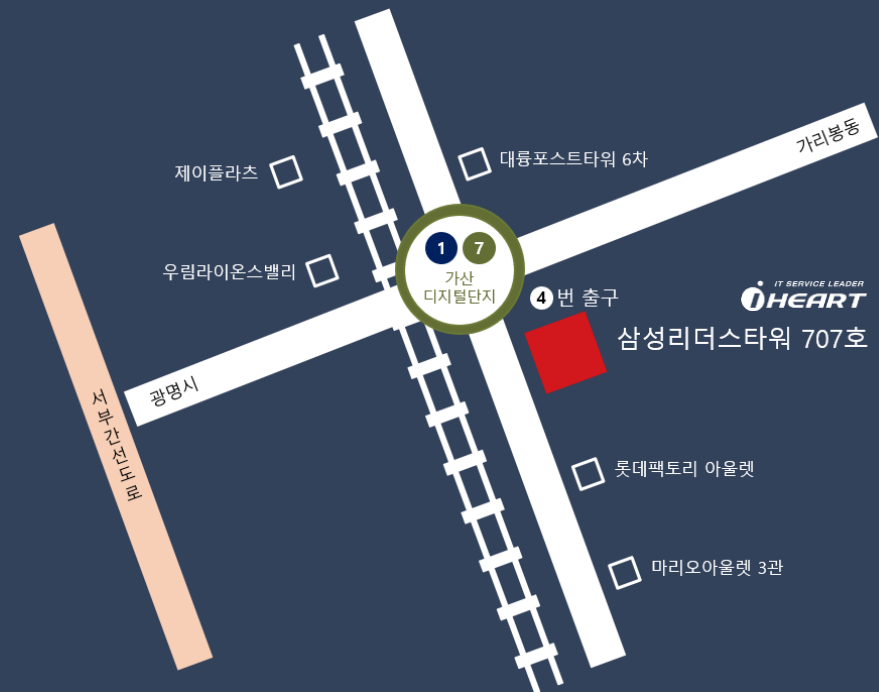 가리봉동
대륭포스트타워 6차
제이플라츠
1 7
가산
디지털단지
우림라이온스밸리
4번 출구
IT SERVICE LEADER
iHEART
삼성리더스타워 707호
광명시
서부간선도로
롯데팩토리 아울렛
마리오아울렛 3관